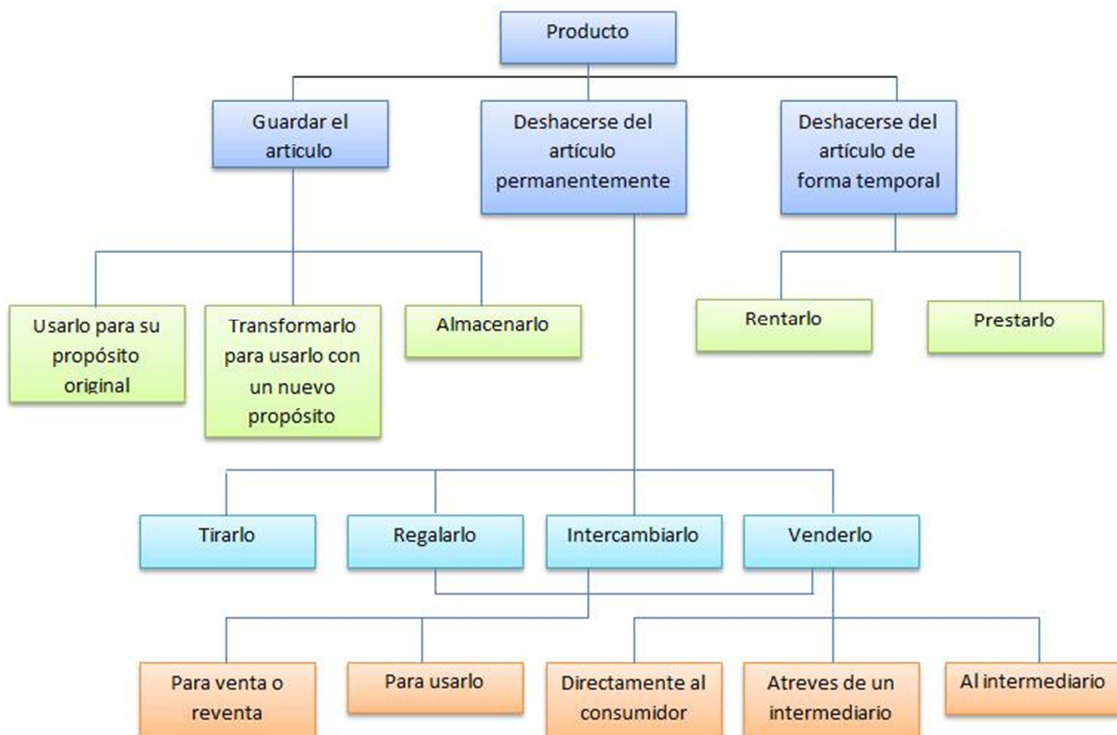 Producto
Guardar el
articulo
Deshacerse del
artículo
permanentemente
Deshacerse del
artículo de
forma temporal
Usarlo para su
propósito
original
Transformarlo
para usarlo con
un nuevo
propósito
Almacenarlo
Rentarlo
Prestarlo
Tirarlo
Regalarlo
Intercambiarlo
Venderlo
Para venta o
reventa
Para usarlo
Directamente al
consumidor
Atreves de un
intermediario
Al intermediario